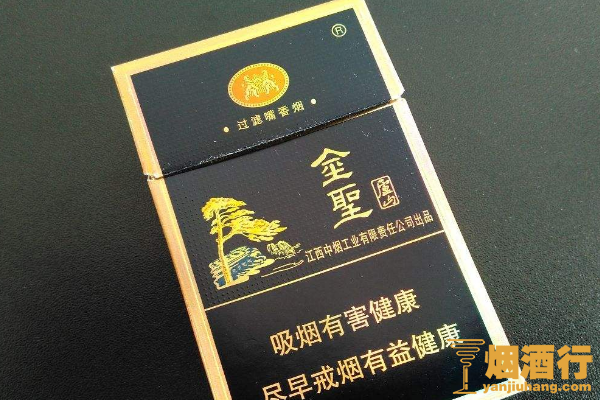 ®
· 过滤嘴香烟 ·
金聖
庐山
江西中烟工业有限责任公司出品
吸烟有害健康
尽早戒烟有益健康
烟酒行
yanjiuhang.com